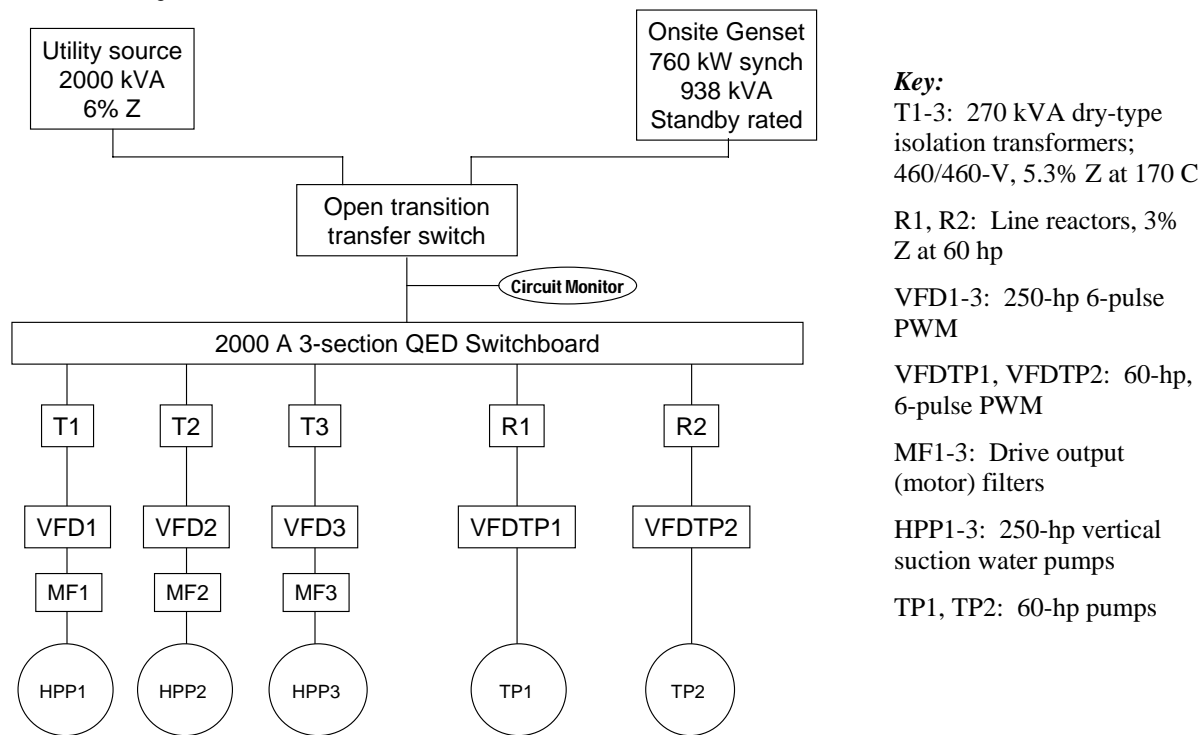 Utility source
2000 kVA
6% Z
Onsite Genset
760 kW synch
938 kVA
Standby rated
Open transition
transfer switch
Circuit Monitor
2000 A 3-section QED Switchboard
T1 T2 T3 R1 R2
VFD1 VFD2 VFD3 VFDTP1 VFDTP2
MF1 MF2 MF3
HPP1 HPP2 HPP3 TP1 TP2
Key:
T1-3: 270 kVA dry-type
isolation transformers;
460/460-V, 5.3% Z at 170 C
R1, R2: Line reactors, 3%
Z at 60 hp
VFD1-3: 250-hp 6-pulse
PWM
VFDTP1, VFDTP2: 60-hp,
6-pulse PWM
MF1-3: Drive output
(motor) filters
HPP1-3: 250-hp vertical
suction water pumps
TP1, TP2: 60-hp pumps